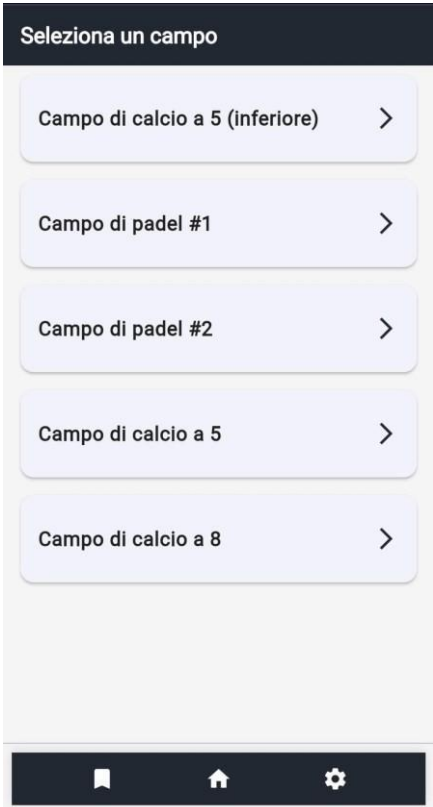 Seleziona un campo
Campo di calcio a 5 (inferiore)
Campo di padel #1
Campo di padel #2
Campo di calcio a 5
Campo di calcio a 8